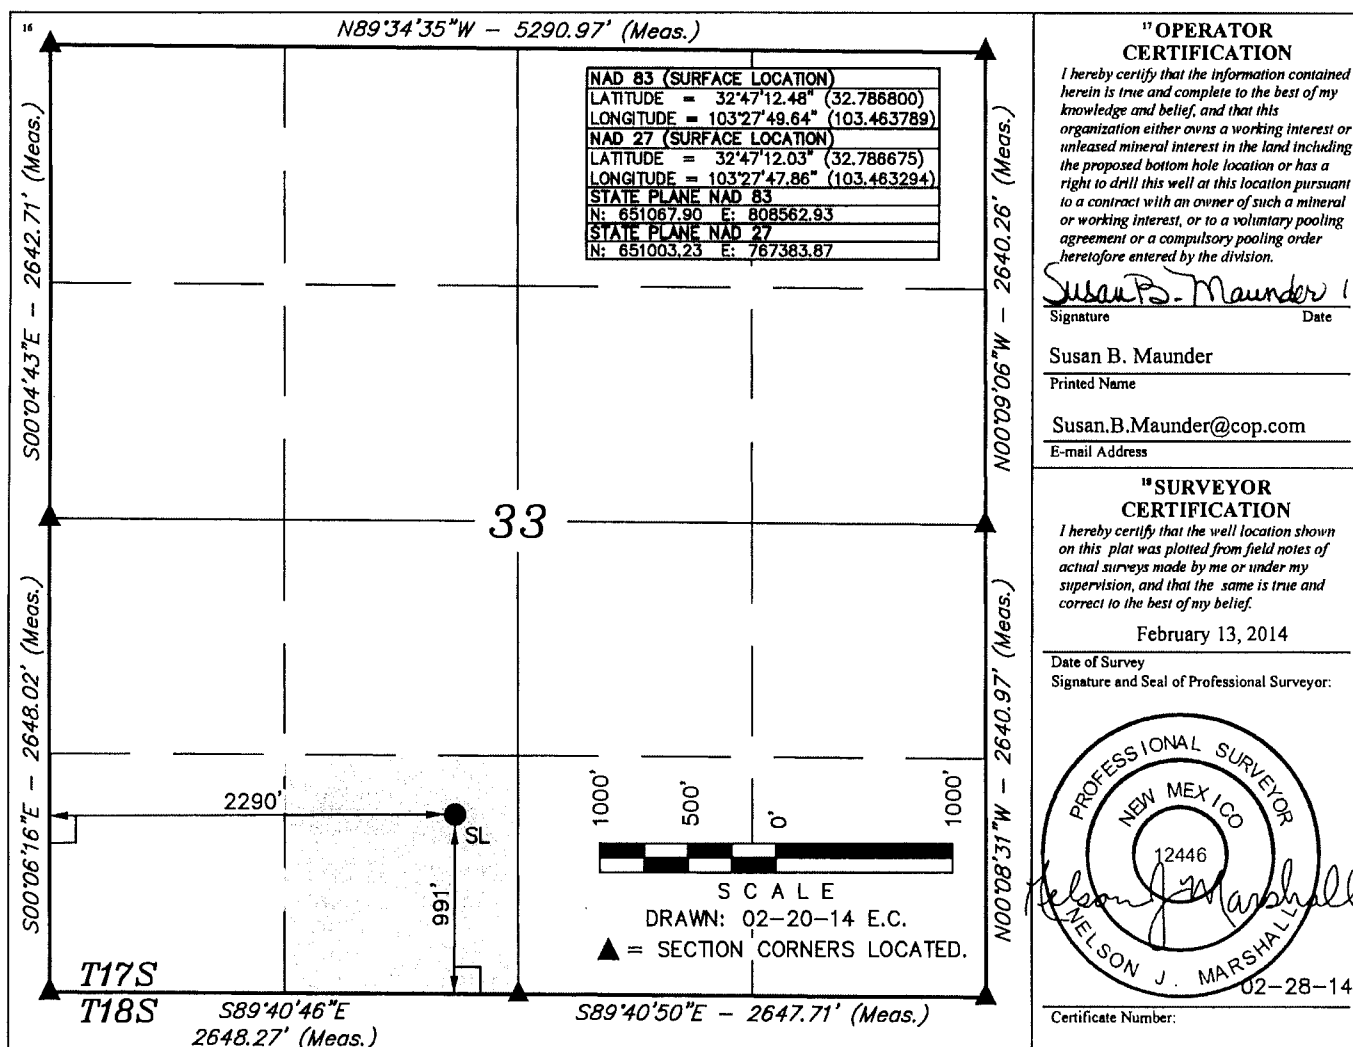 16
N89°34'35"W – 5290.97' (Meas.)
S00°04'43"E – 2642.71' (Meas.)
S00°06'16"E – 2648.02' (Meas.)
NAD 83 (SURFACE LOCATION)
LATITUDE = 32°47'12.48" (32.786800)
LONGITUDE = 103°27'49.64" (103.463789)
NAD 27 (SURFACE LOCATION)
LATITUDE = 32°47'12.03" (32.786675)
LONGITUDE = 103°27'47.86" (103.463294)
STATE PLANE NAD 83
N: 651067.90 E: 808562.93
STATE PLANE NAD 27
N: 651003.23 E: 767383.87
N00°09'06"W – 2640.26' (Meas.)
N00°08'31"W – 2640.97' (Meas.)
33
2290'
SL
991'
1000'
500'
0'
1000'
SCALE
DRAWN: 02-20-14 E.C.
▲ = SECTION CORNERS LOCATED.
T17S
T18S
S89°40'46"E
2648.27' (Meas.)
S89°40'50"E – 2647.71' (Meas.)
17 OPERATOR
CERTIFICATION
I hereby certify that the information contained
herein is true and complete to the best of my
knowledge and belief, and that this
organization either owns a working interest or
unleased mineral interest in the land including
the proposed bottom hole location or has a
right to drill this well at this location pursuant
to a contract with an owner of such a mineral
or working interest, or to a voluntary pooling
agreement or a compulsory pooling order
heretofore entered by the division.
Susan B. Maunder
Signature Date
Susan B. Maunder
Printed Name
Susan.B.Maunder@cop.com
E-mail Address
18 SURVEYOR
CERTIFICATION
I hereby certify that the well location shown
on this plat was plotted from field notes of
actual surveys made by me or under my
supervision, and that the same is true and
correct to the best of my belief.
February 13, 2014
Date of Survey
Signature and Seal of Professional Surveyor:
PROFESSIONAL SURVEYOR
NEW MEXICO
12446
Nelson J Marshall
NELSON J. MARSHALL
02-28-14
Certificate Number: